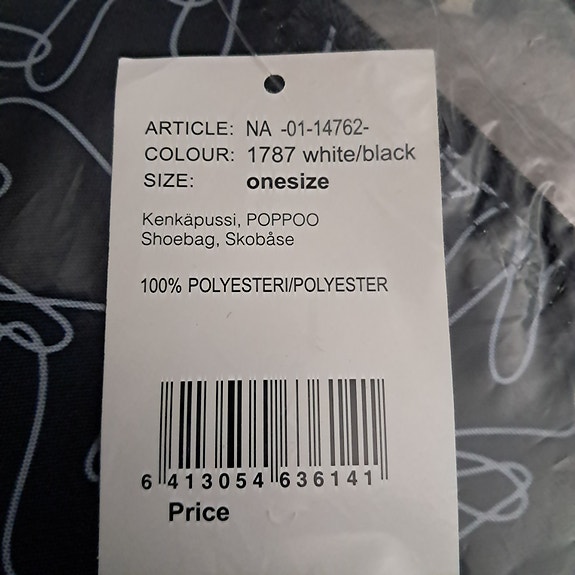 ARTICLE: NA -01-14762-
COLOUR: 1787 white/black
SIZE: onesize
Kenkäpussi, POPPOO
Shoebag, Skobåse
100% POLYESTERI/POLYESTER
6 413054 636141
Price